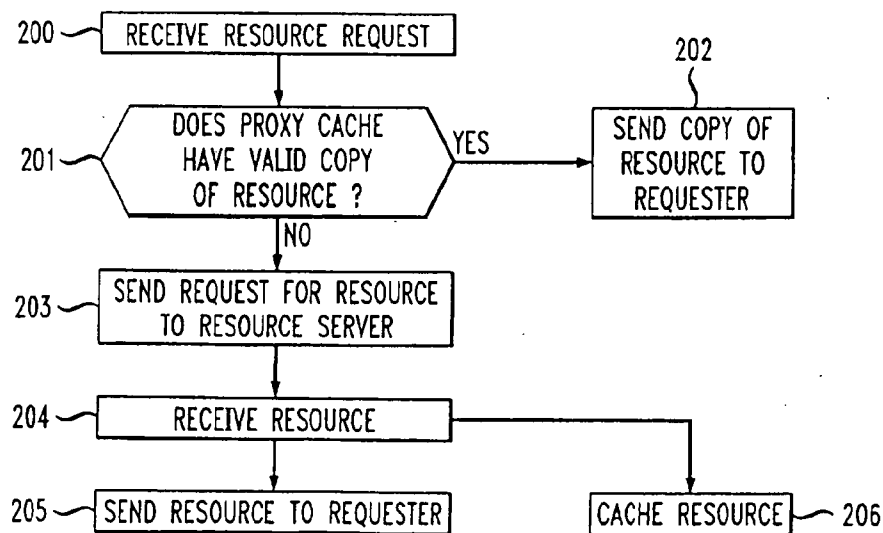 200
RECEIVE RESOURCE REQUEST
202
201
DOES PROXY CACHE
HAVE VALID COPY
OF RESOURCE ?
YES
SEND COPY OF
RESOURCE TO
REQUESTER
NO
203
SEND REQUEST FOR RESOURCE
TO RESOURCE SERVER
204
RECEIVE RESOURCE
205
SEND RESOURCE TO REQUESTER
CACHE RESOURCE
206